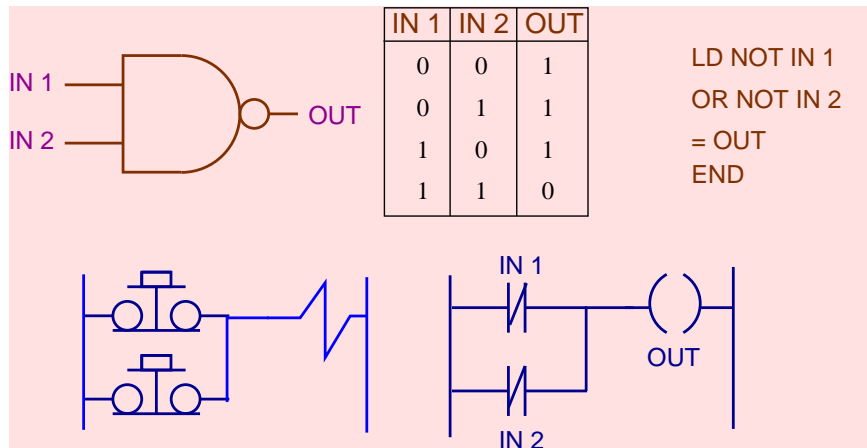 IN 1
IN 2
OUT
IN 1 IN 2 OUT
0 0 1
0 1 1
1 0 1
1 1 0
LD NOT IN 1
OR NOT IN 2
= OUT
END
IN 1
OUT
IN 2